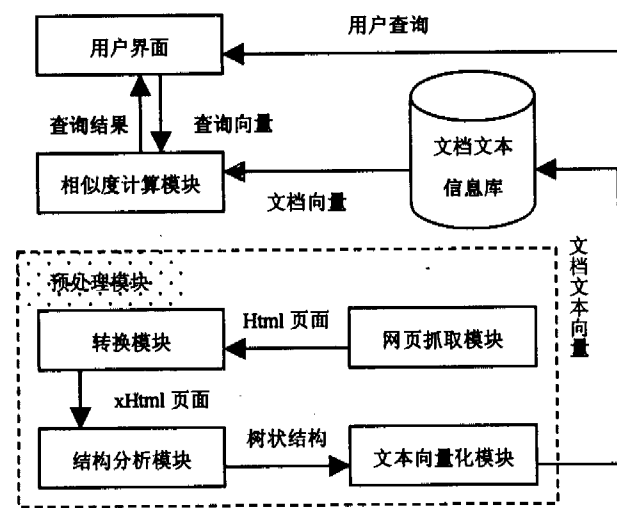 用户查询
用户界面
查询结果
查询向量
文档文本
信息库
相似度计算模块
文档向量
文档文本向量
预处理模块
Html 页面
转换模块
网页抓取模块
xHtml 页面
树状结构
结构分析模块
文本向量化模块